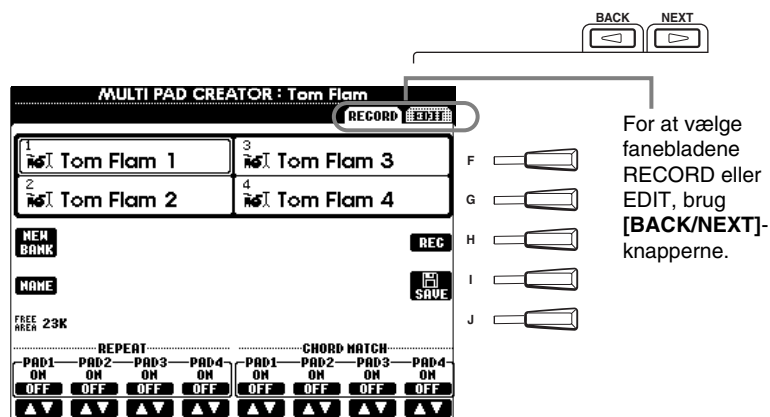 BACK NEXT
MULTI PAD CREATOR : Tom Flam
RECORD EDIT
1 Tom Flam 1
3 Tom Flam 3
2 Tom Flam 2
4 Tom Flam 4
NEW
BANK
REC
NAME
SAVE
FREE
AREA 23K
REPEAT
CHORD MATCH
PAD1 PAD2 PAD3 PAD4 PAD1 PAD2 PAD3 PAD4
ON ON ON ON ON ON ON ON
OFF OFF OFF OFF OFF OFF OFF OFF
F
G
H
I
J
For at vælge
fanebladene
RECORD eller
EDIT, brug
[BACK/NEXT]-
knapperne.